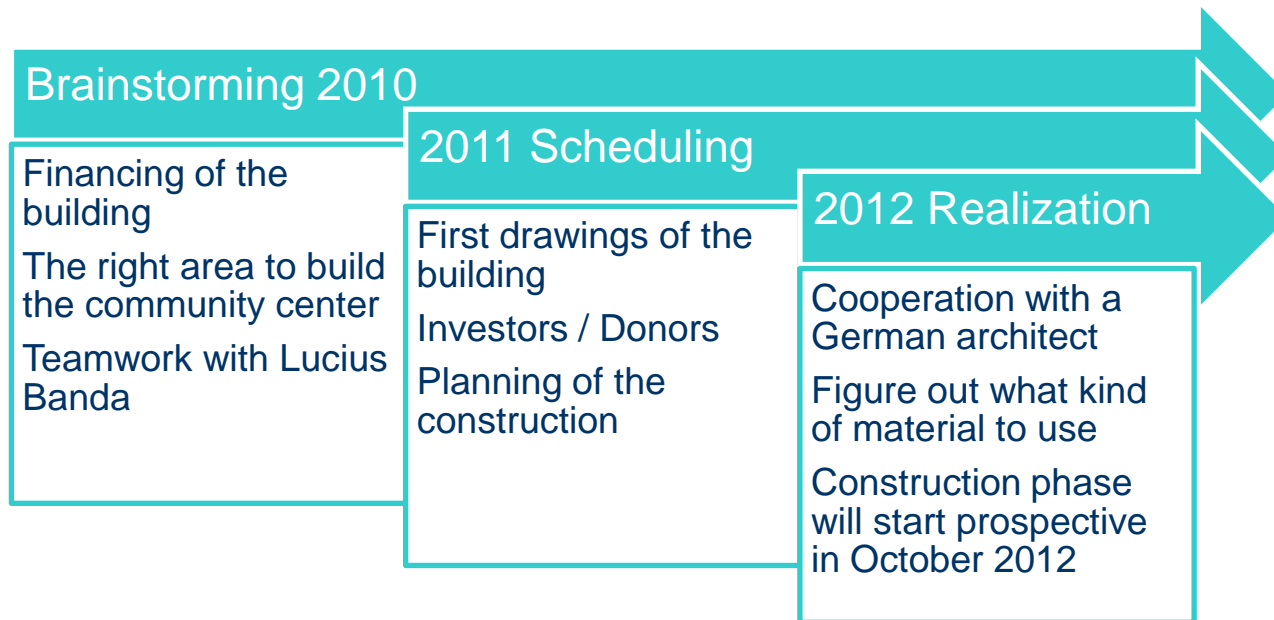 Brainstorming 2010
Financing of the
building
The right area to build
the community center
Teamwork with Lucius
Banda
2011 Scheduling
First drawings of the
building
Investors / Donors
Planning of the
construction
2012 Realization
Cooperation with a
German architect
Figure out what kind
of material to use
Construction phase
will start prospective
in October 2012